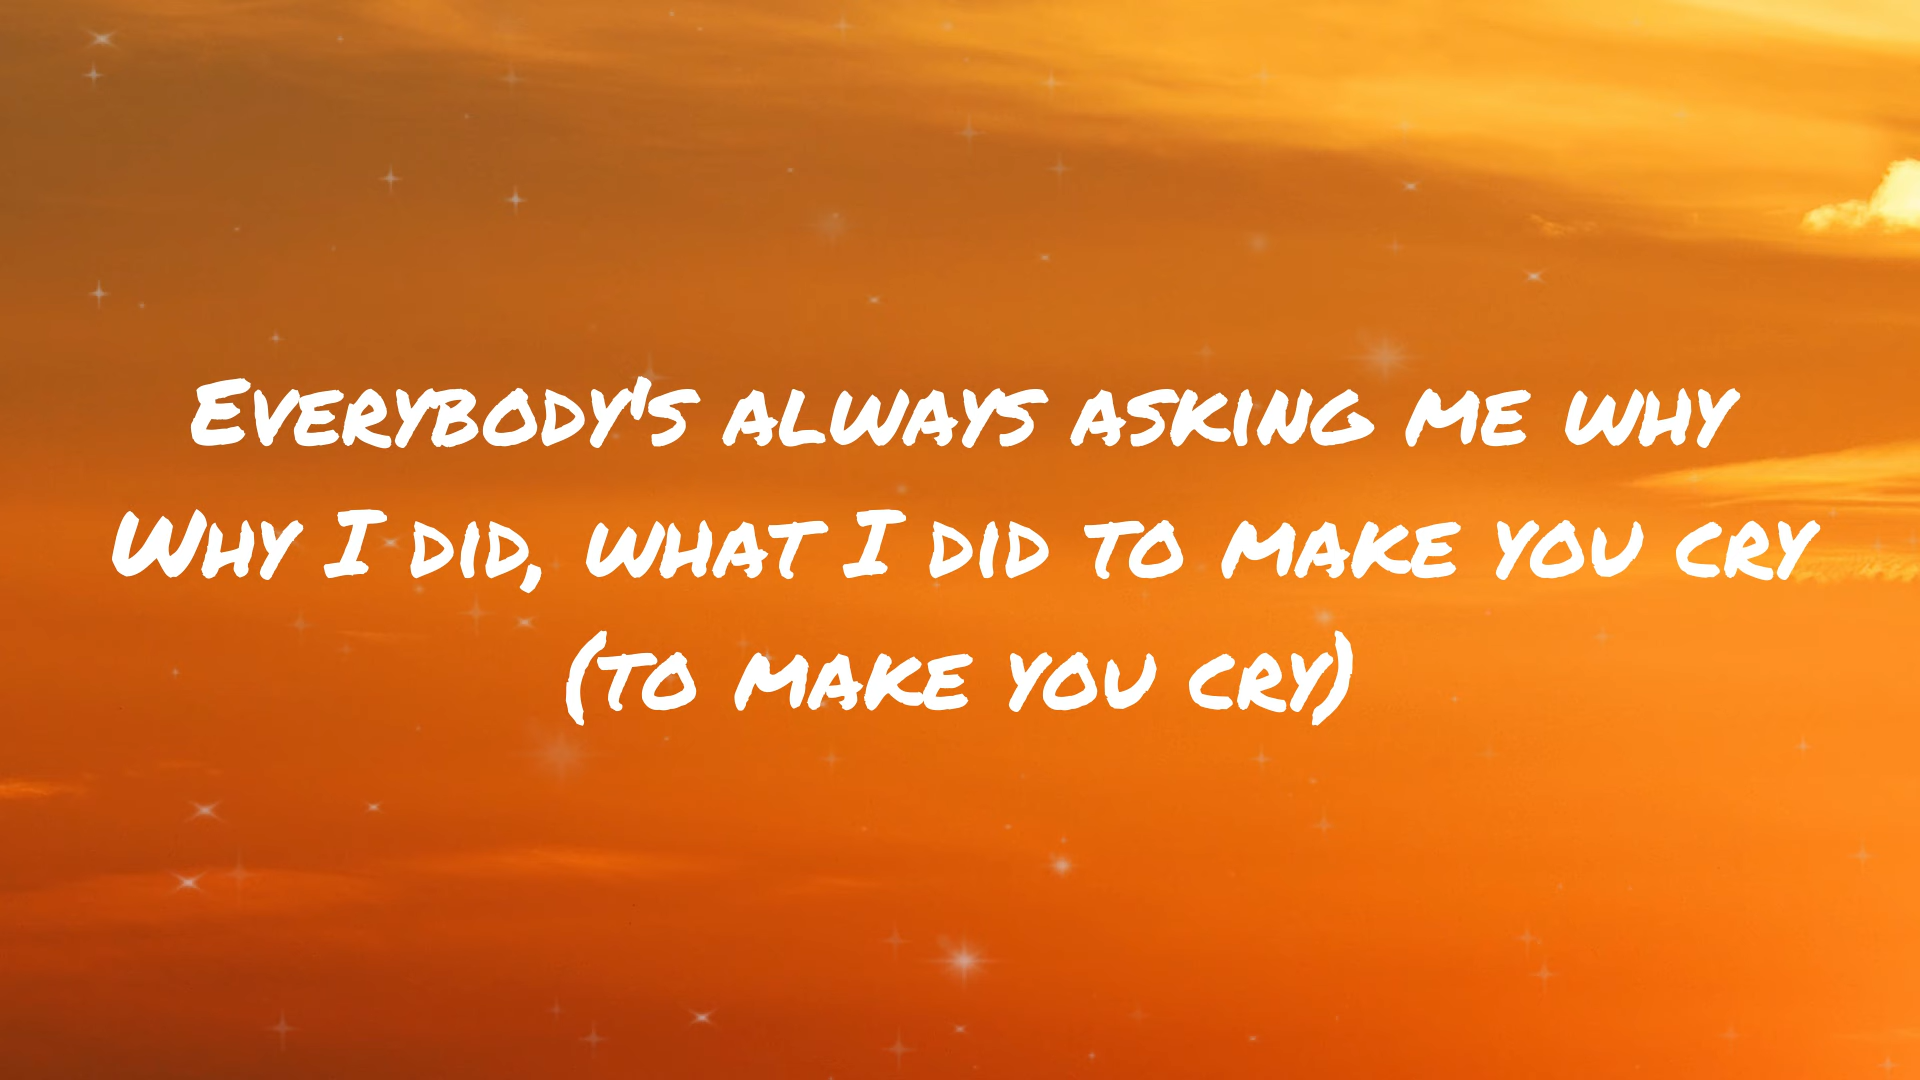 Everybody's always asking me why
Why I did, what I did to make you cry
(to make you cry)